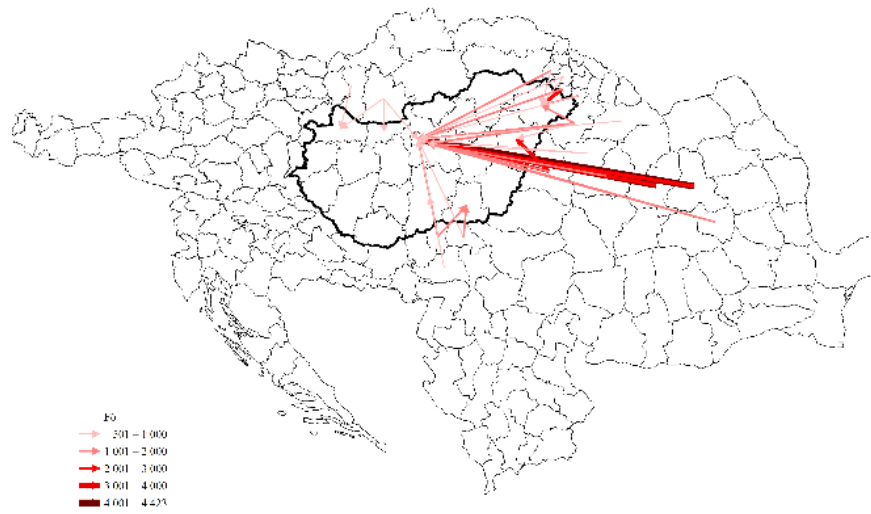 Fő
501 – 1 000
1 001 – 2 000
2 001 – 3 000
3 001 – 4 000
4 001 – 4 423